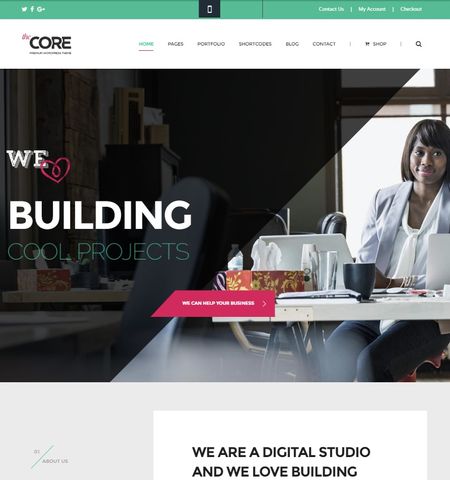 Contact Us | My Account | Checkout
the CORE
PREMIUM WORDPRESS THEME
HOME PAGES PORTFOLIO SHORTCODES BLOG CONTACT | SHOP
WE
BUILDING
COOL PROJECTS
WE CAN HELP YOUR BUSINESS
01
ABOUT US
WE ARE A DIGITAL STUDIO
AND WE LOVE BUILDING